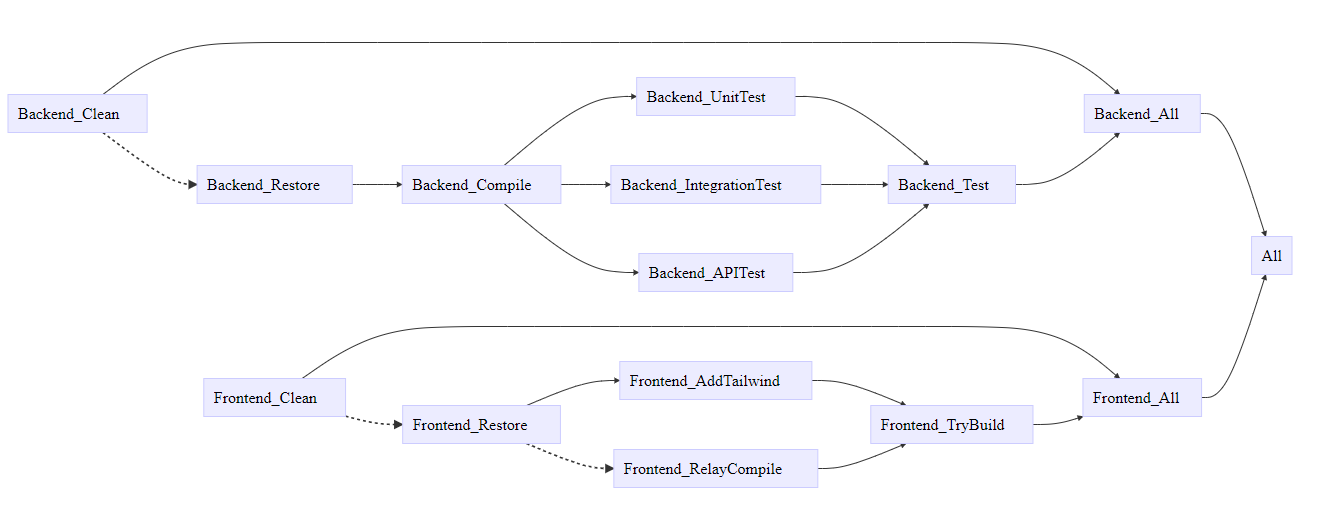 Backend_Clean
Backend_Restore
Backend_Compile
Backend_UnitTest
Backend_IntegrationTest
Backend_APITest
Backend_Test
Backend_All
All
Frontend_Clean
Frontend_Restore
Frontend_AddTailwind
Frontend_RelayCompile
Frontend_TryBuild
Frontend_All